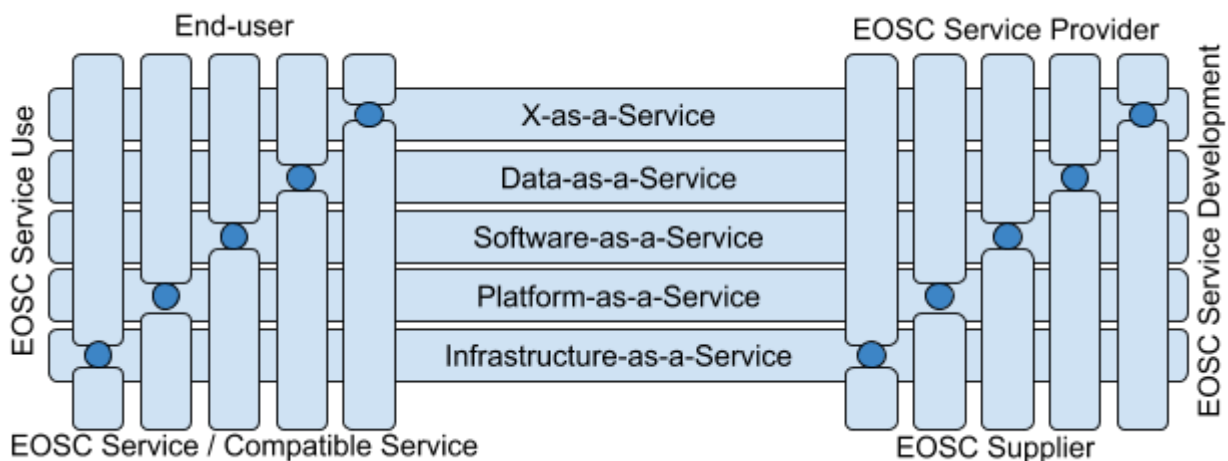 End-user
EOSC Service Provider
EOSC Service Use
X-as-a-Service
Data-as-a-Service
Software-as-a-Service
Platform-as-a-Service
Infrastructure-as-a-Service
EOSC Service Development
EOSC Service / Compatible Service
EOSC Supplier